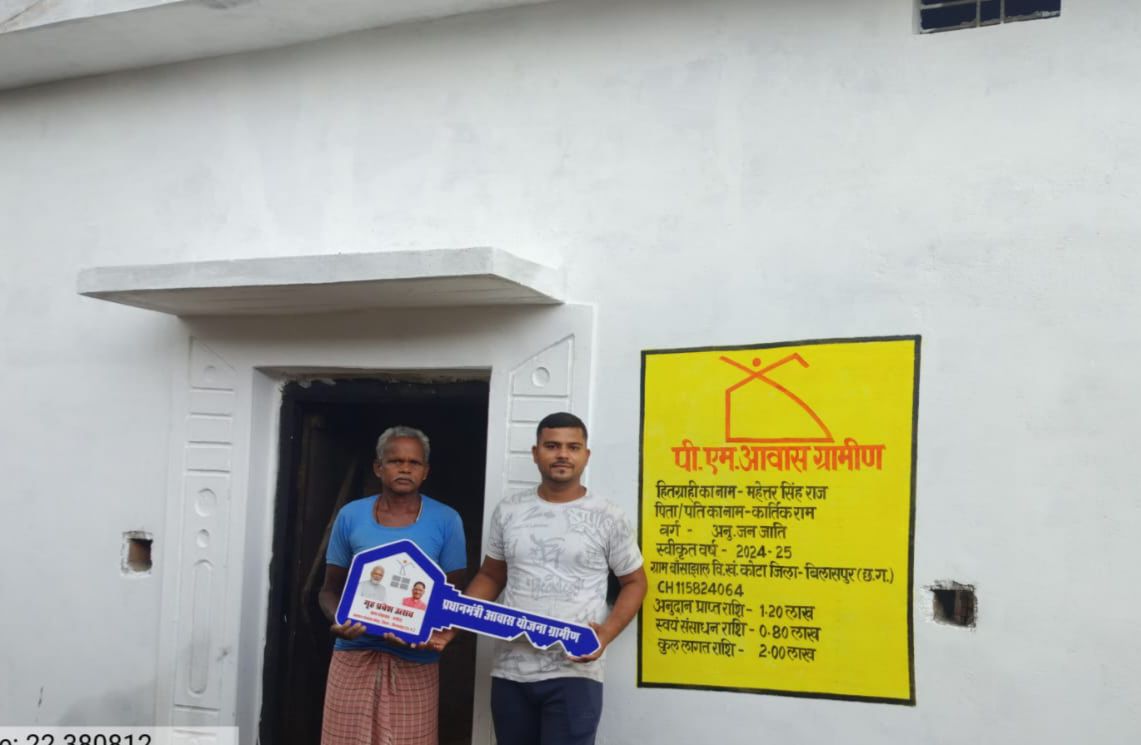 पी.एम.आवास ग्रामीण
हितग्राही का नाम - महेत्तर सिंह राज
पिता/पति का नाम - कार्तिक राम
वर्ग - अनु. जन जाति
स्वीकृत वर्ष - 2024-25
ग्राम बांसाझाल वि.खं. कोटा जिला- बिलासपुर (छ.ग.)
CH115824064
अनुदान प्राप्त राशि - 1.20 लाख
स्वयं संसाधन राशि - 0.80 लाख
कुल लागत राशि - 2.00 लाख
गृह प्रवेश उत्सव
प्रधानमंत्री आवास योजना ग्रामीण
e: 22.380812